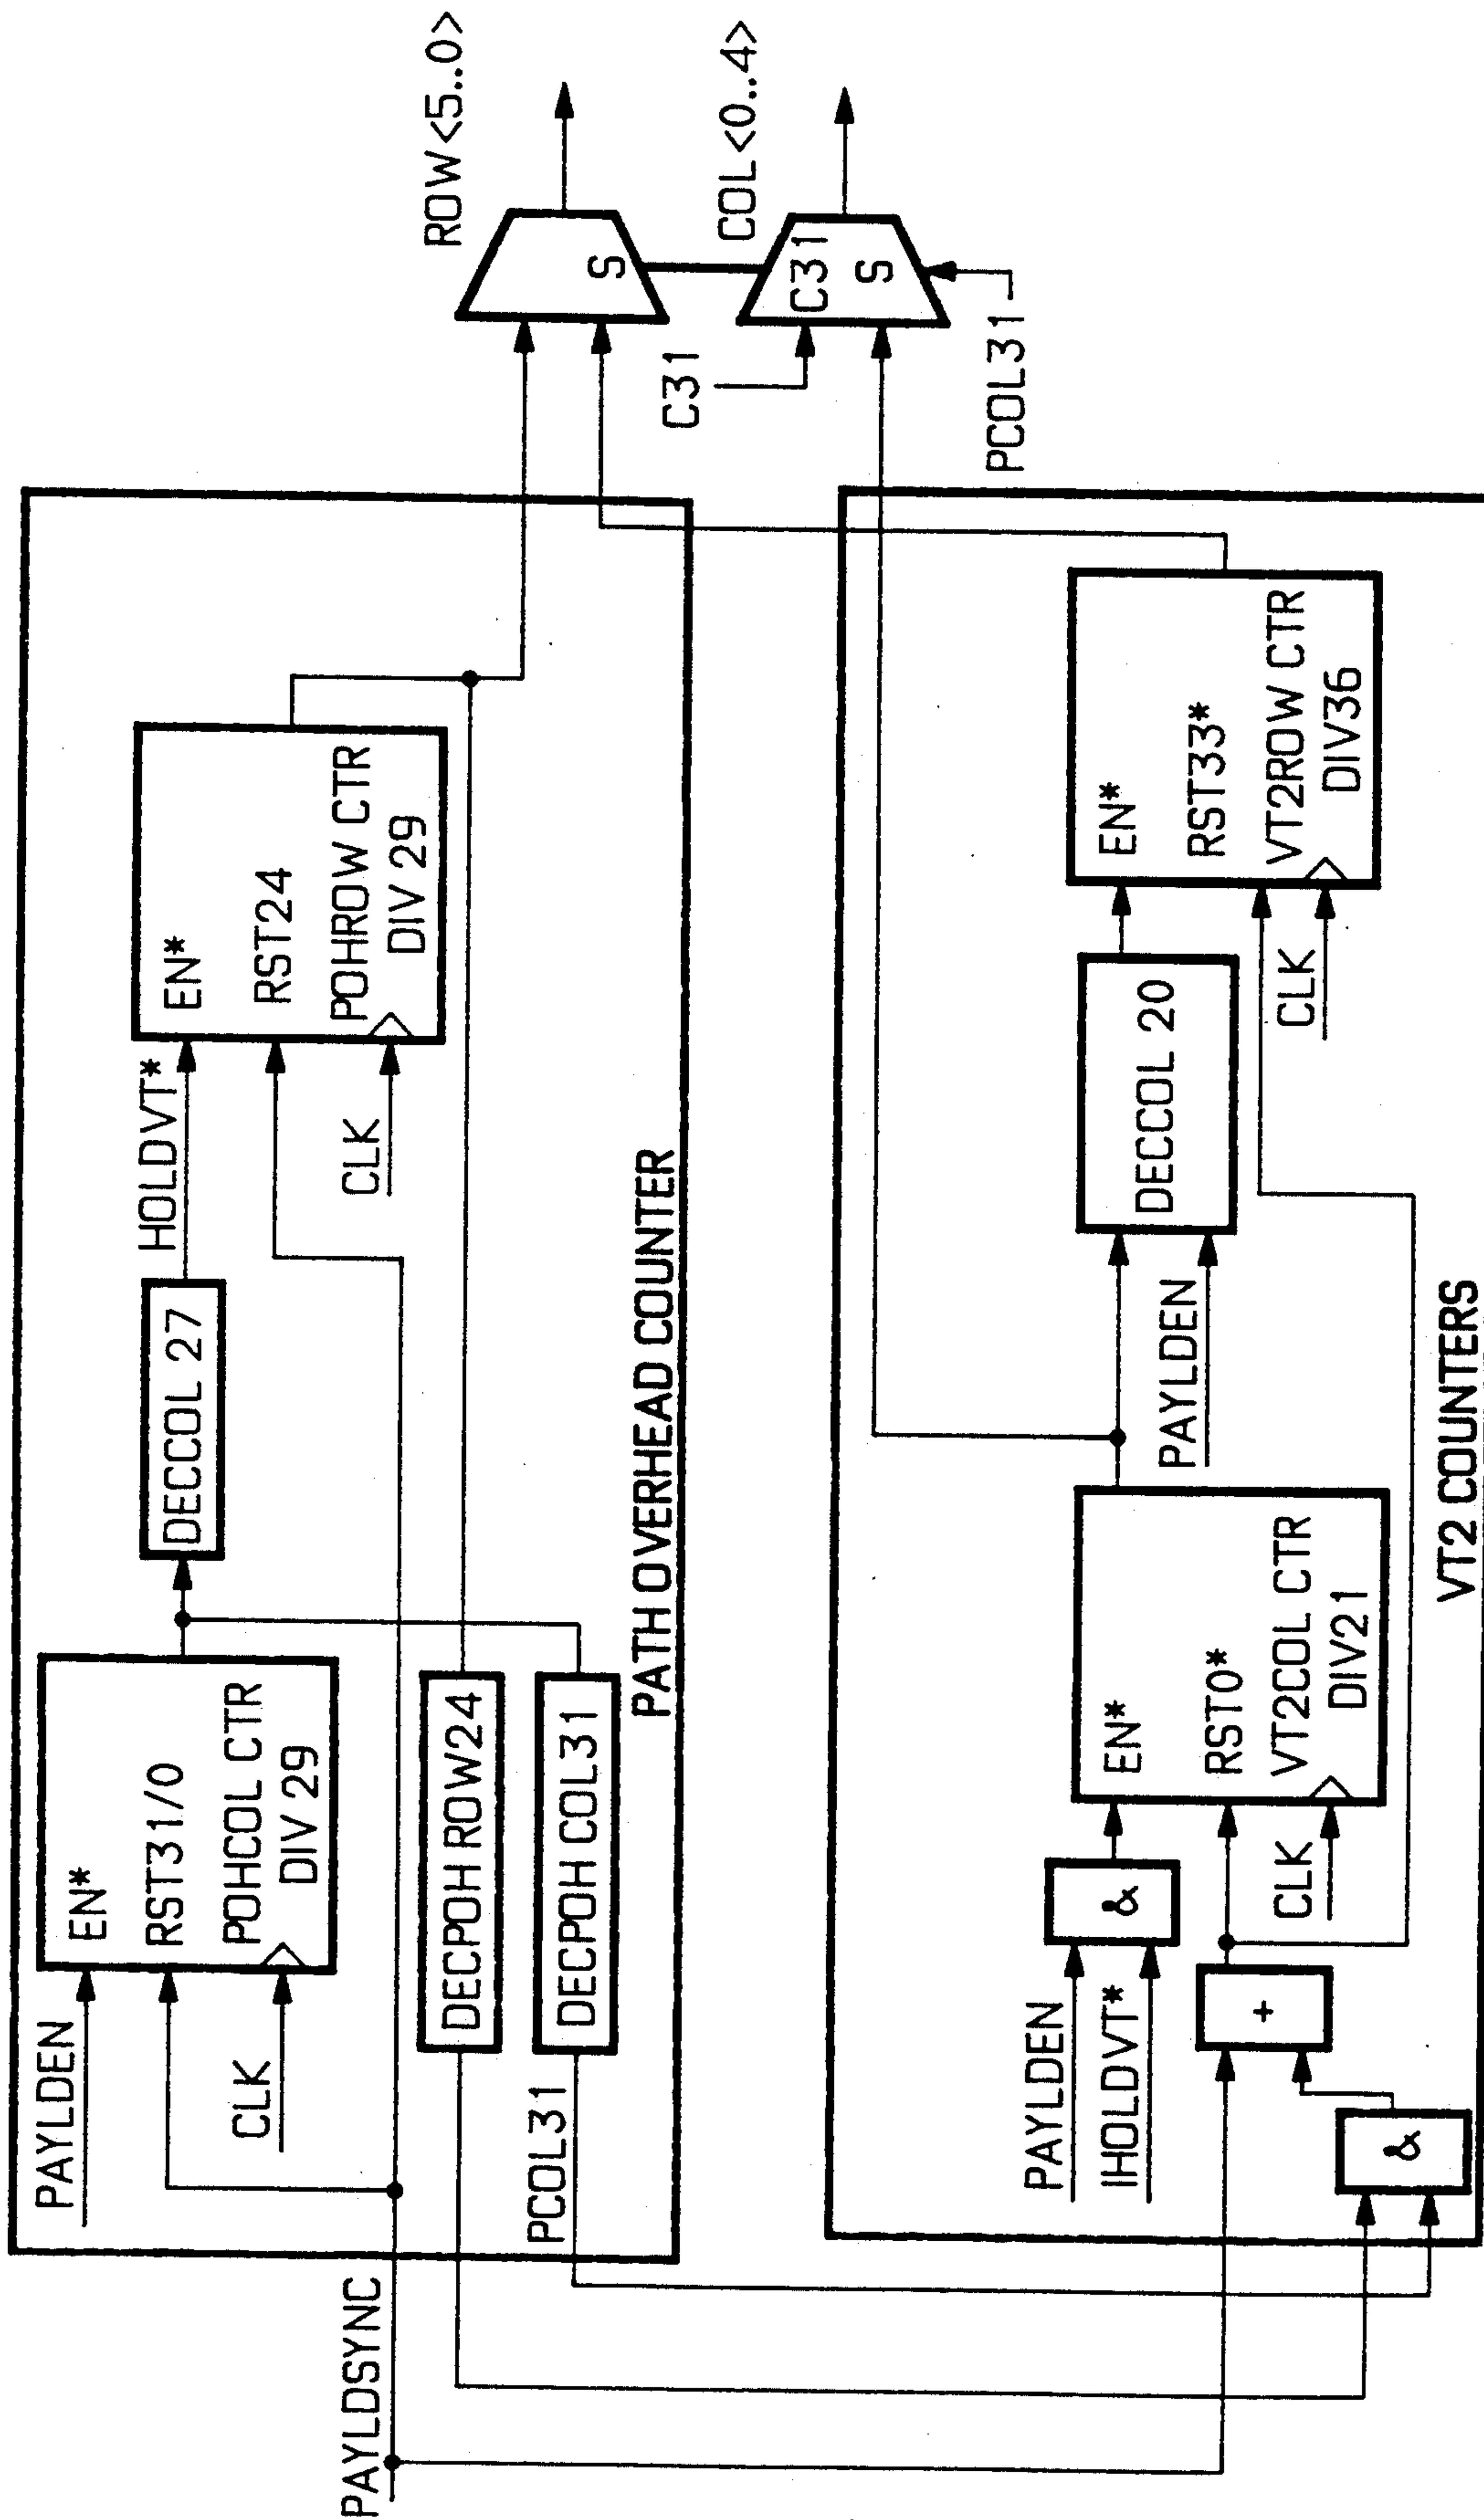 PAYLDSYNC
PAYLDEN
EN*
RST31/0
POHCOL CTR
DIV 29
CLK
DECCOL 27
HOLDVT*
EN*
RST24
POHROW CTR
DIV 29
CLK
DECPOH ROW24
PCOL31
DECPOH COL31
PATH OVERHEAD COUNTER
ROW<5..0>
S
C31
COL<0..4>
C31
S
PCOL31
PAYLDEN
IHOLDVT*
&
+
&
EN*
RST0*
VT2COL CTR
DIV21
CLK
PAYLDEN
DECCOL 20
EN*
RST33*
VT2ROW CTR
DIV36
CLK
VT2 COUNTERS